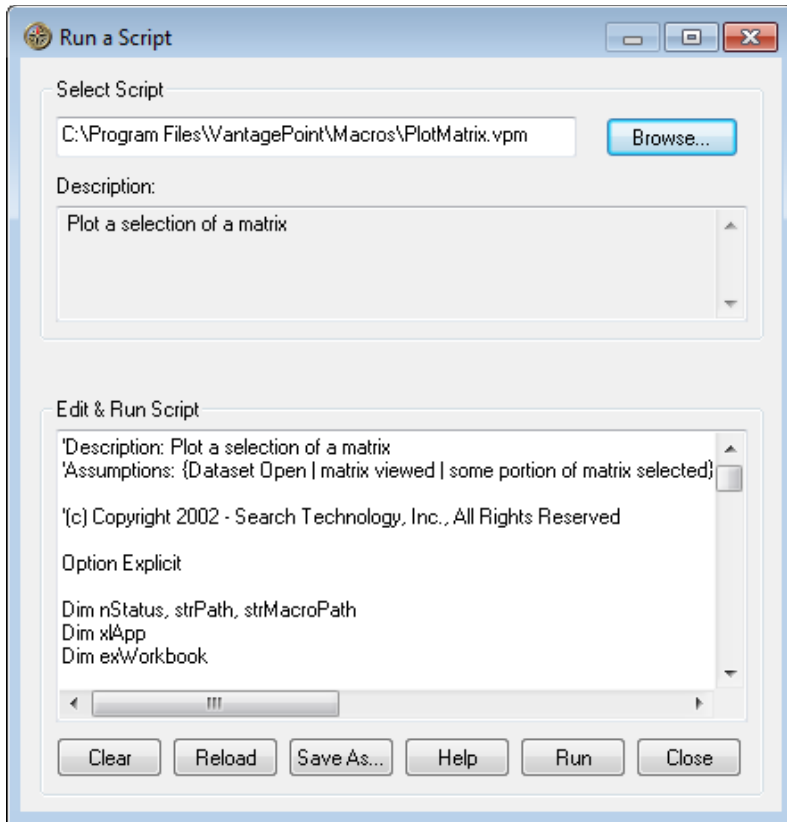 Run a Script
Select Script
C:\Program Files\VantagePoint\Macros\PlotMatrix.vpm
Browse...
Description:
Plot a selection of a matrix
Edit & Run Script
'Description: Plot a selection of a matrix
'Assumptions: {Dataset Open | matrix viewed | some portion of matrix selected}
'(c) Copyright 2002 - Search Technology, Inc., All Rights Reserved
Option Explicit
Dim nStatus, strPath, strMacroPath
Dim xlApp
Dim exWorkbook
Clear Reload Save As... Help Run Close